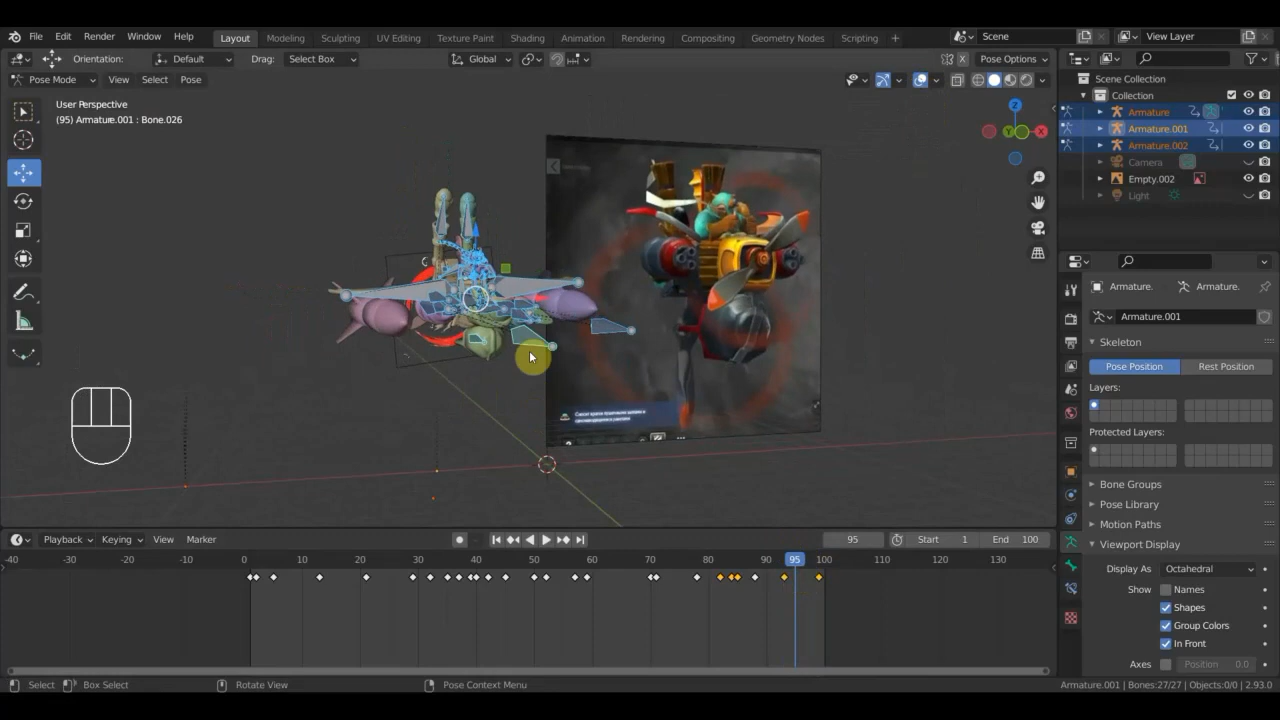 File Edit Render Window Help Layout Modeling Sculpting UV Editing Texture Paint Shading Animation Rendering Compositing Geometry Nodes Scripting + Scene View Layer
Orientation: Default Drag: Select Box Global X Pose Options
Pose Mode View Select Pose
User Perspective
(95) Armature.001 : Bone.026
Z
Y X
Scene Collection
Collection
Armature
Armature.001
Armature.002
Camera
Empty.002
Light
Armature. Armature.
Armature.001
Skeleton
Pose Position Rest Position
Layers:
Protected Layers:
Bone Groups
Pose Library
Motion Paths
Viewport Display
Display As Octahedral
Show Names
Shapes
Group Colors
In Front
Axes Position 0.0
Playback Keying View Marker 95 Start 1 End 100
-40 -30 -20 -10 0 10 20 30 40 50 60 70 80 90 95 100 110 120 130
Select Box Select Rotate View Pose Context Menu Armature.001 | Bones:27/27 | Objects:0/0 | 2.93.0